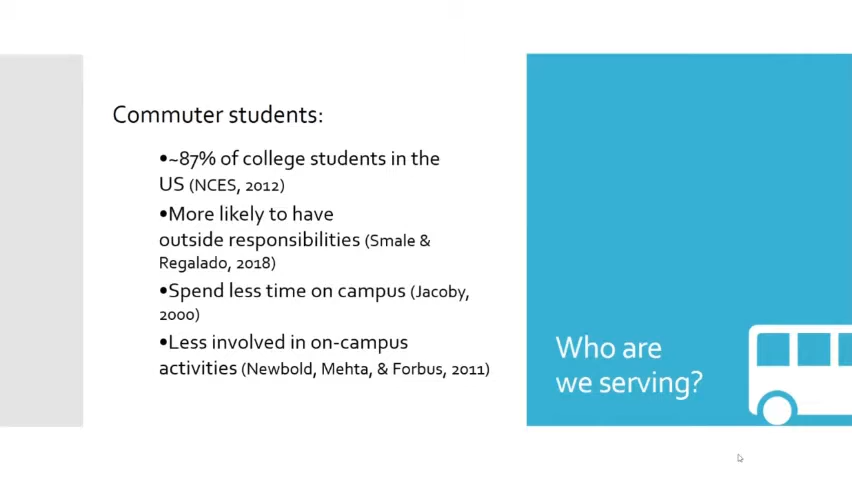 Commuter students:
•~87% of college students in the
US (NCES, 2012)
•More likely to have
outside responsibilities (Smale &
Regalado, 2018)
•Spend less time on campus (Jacoby,
2000)
•Less involved in on-campus
activities (Newbold, Mehta, & Forbus, 2011)
Who are
we serving?